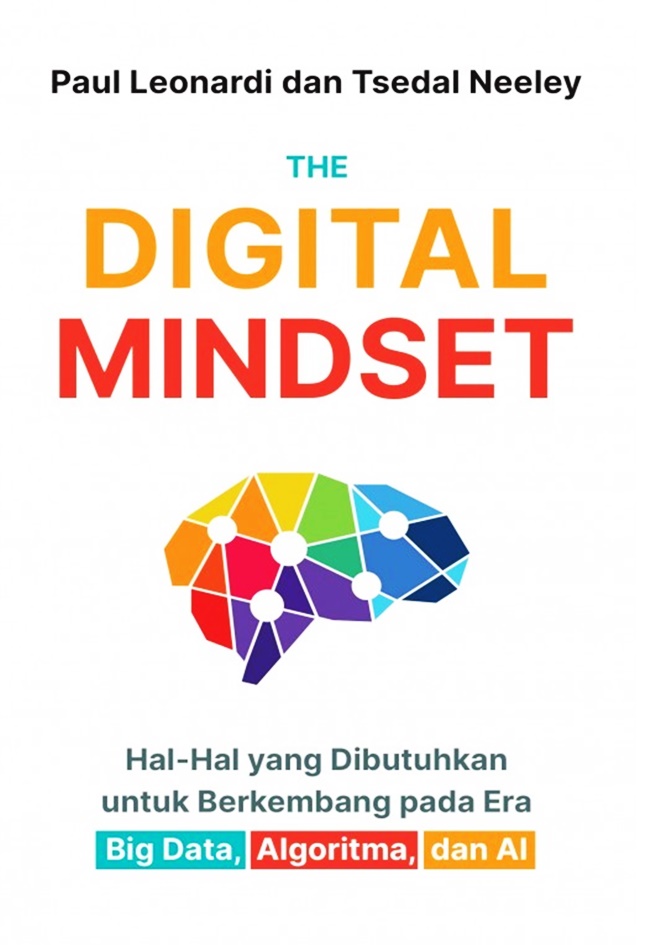 Paul Leonardi dan Tsedal Neeley
THE
DIGITAL
MINDSET
Hal-Hal yang Dibutuhkan
untuk Berkembang pada Era
Big Data, Algoritma, dan AI